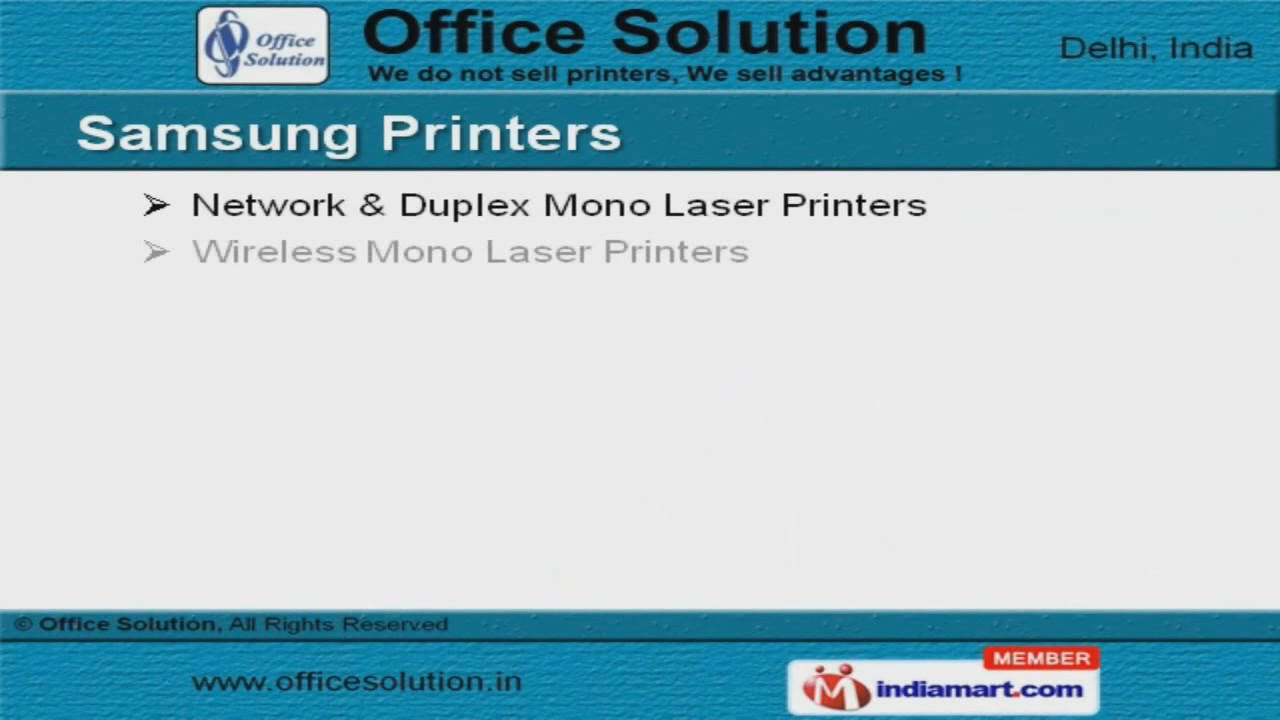 Office
Solution
Office Solution
We do not sell printers, We sell advantages !
Delhi, India
Samsung Printers
➢ Network & Duplex Mono Laser Printers
➢ Wireless Mono Laser Printers
© Office Solution, All Rights Reserved
www.officesolution.in
MEMBER
indiamart.com